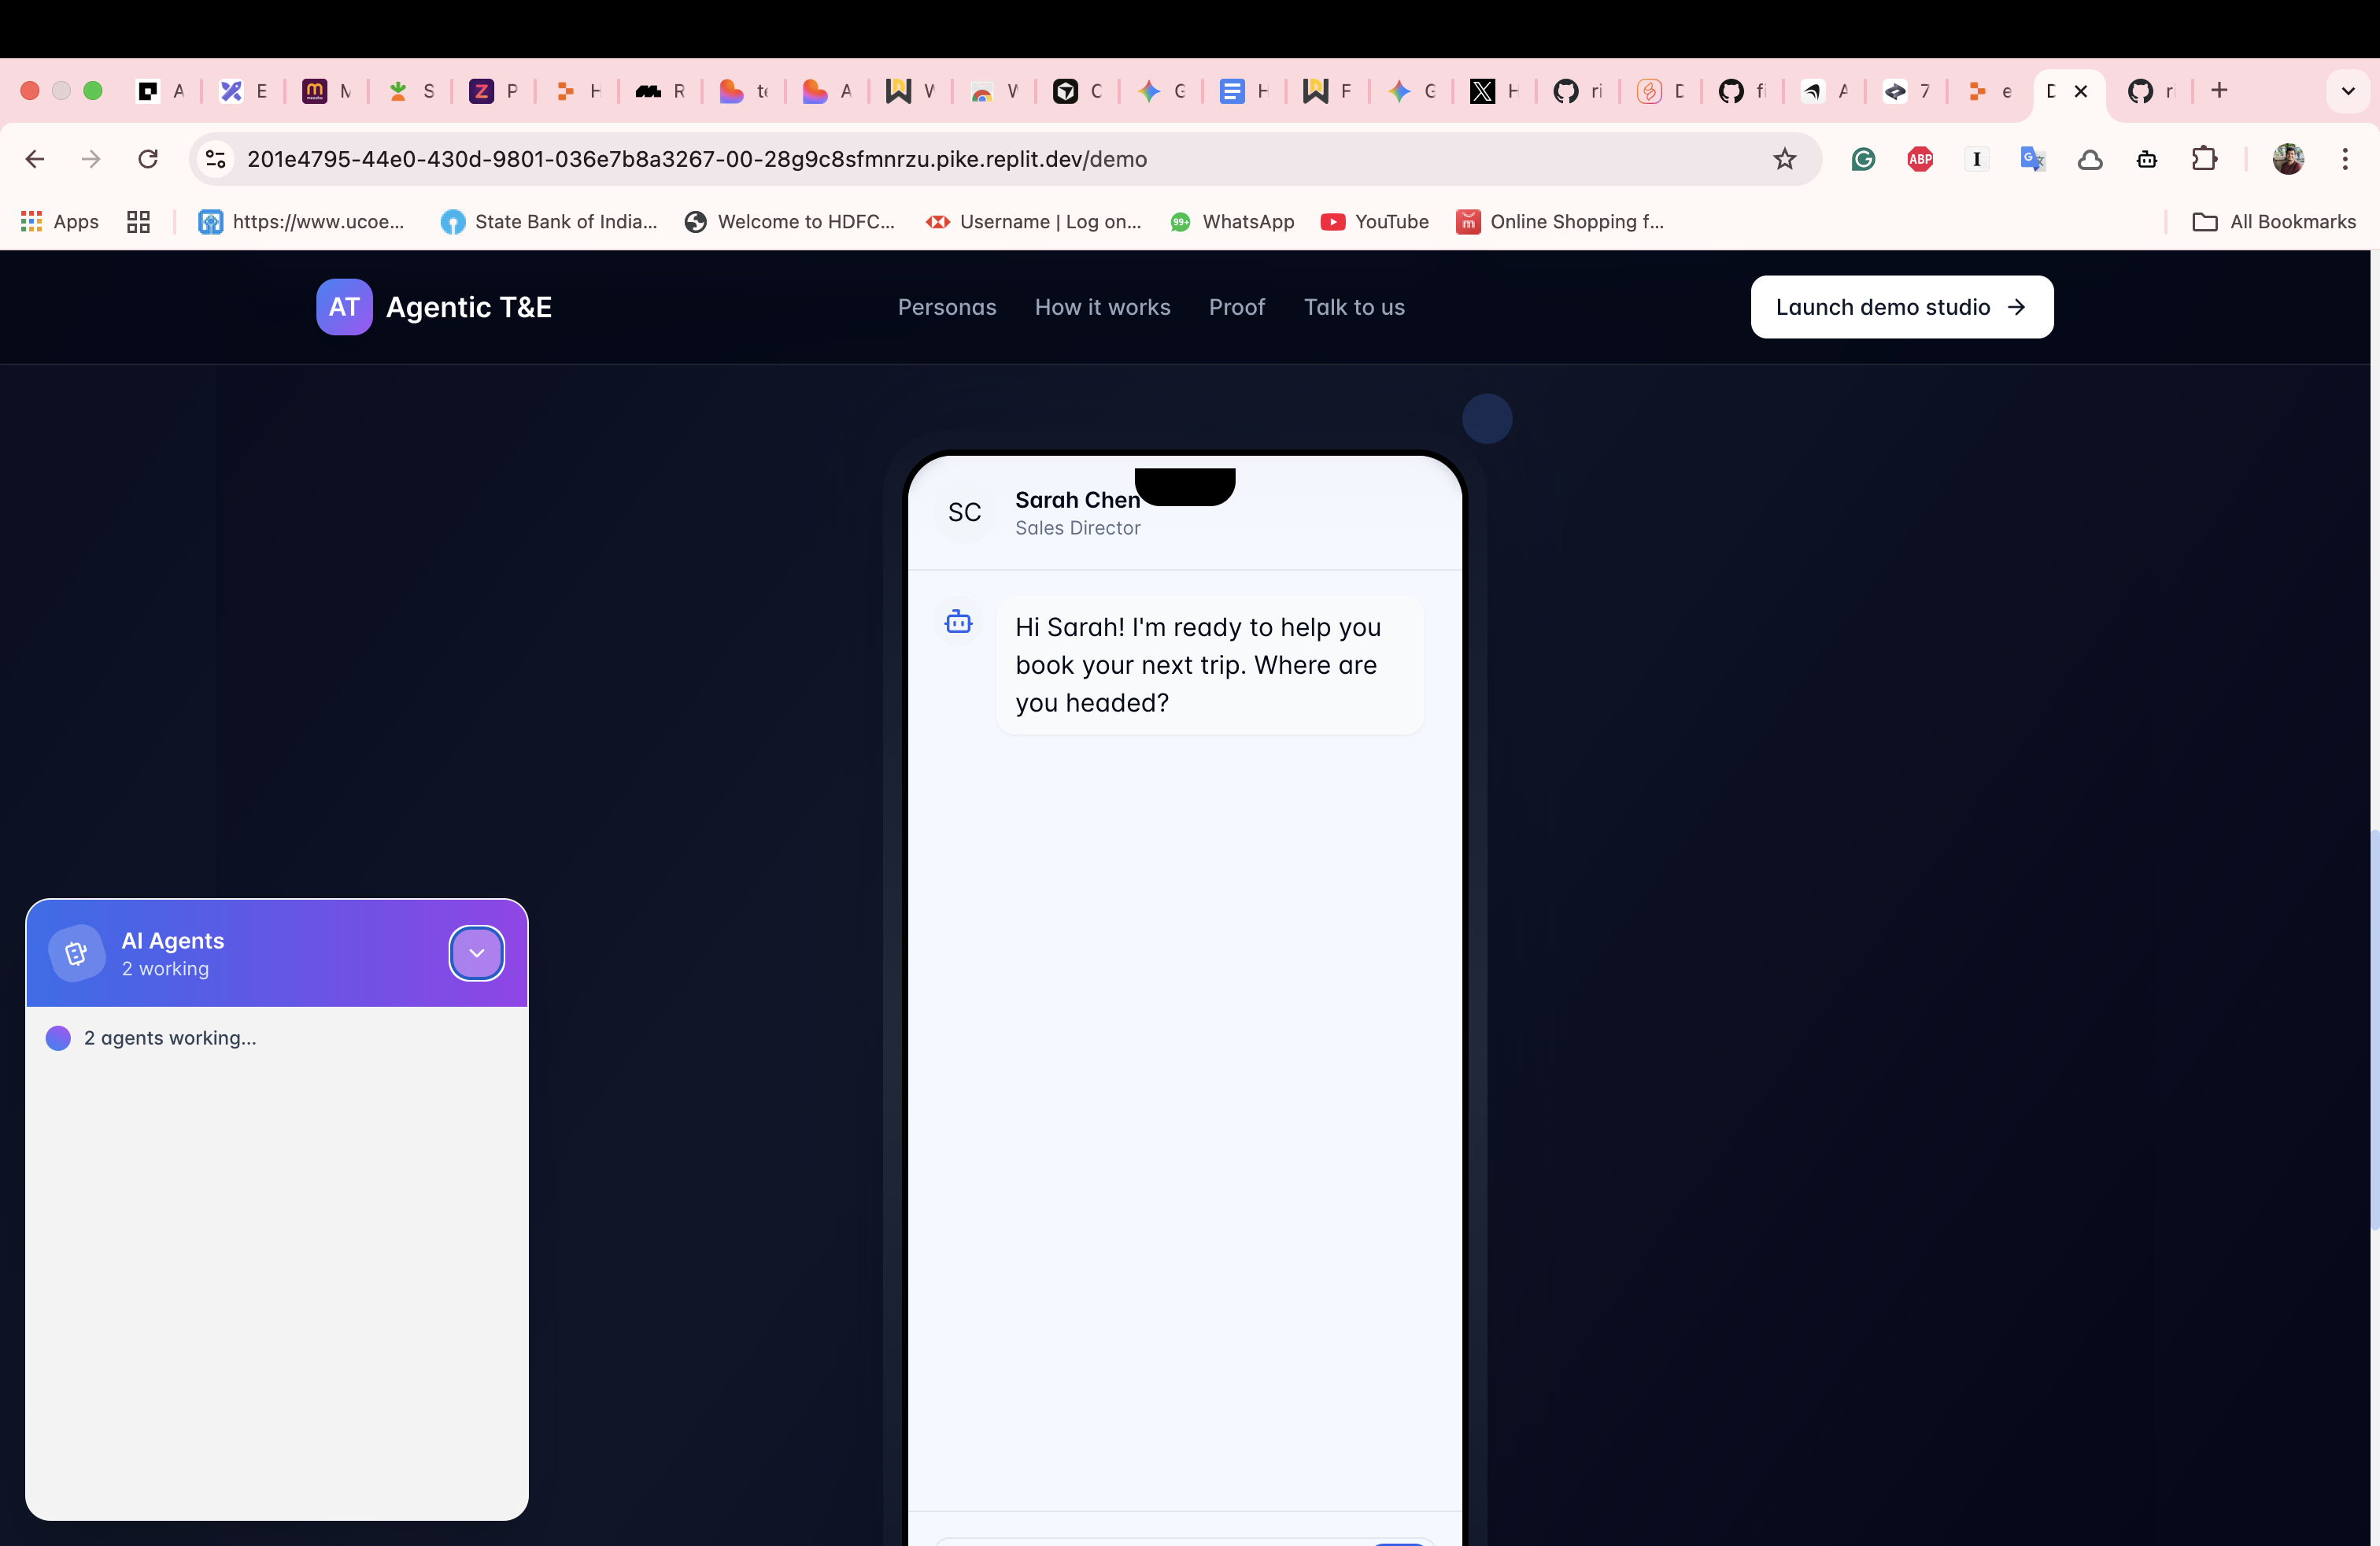 A
E
M
S
Z
P
H
R
A
C
G
H
F
G
H
ri
D
fi
A
7
e
201e4795-44e0-430d-9801-036e7b8a3267-00-28g9c8sfmnrzu.pike.replit.dev/demo
ABP
Apps
https://www.ucoe...
State Bank of India...
Welcome to HDFC...
Username | Log on...
99+
WhatsApp
YouTube
Online Shopping f...
All Bookmarks
AT
Agentic T&E
Personas
How it works
Proof
Talk to us
Launch demo studio →
SC
Sarah Chen
Sales Director
Hi Sarah! I'm ready to help you
book your next trip. Where are
you headed?
AI Agents
2 working
2 agents working...